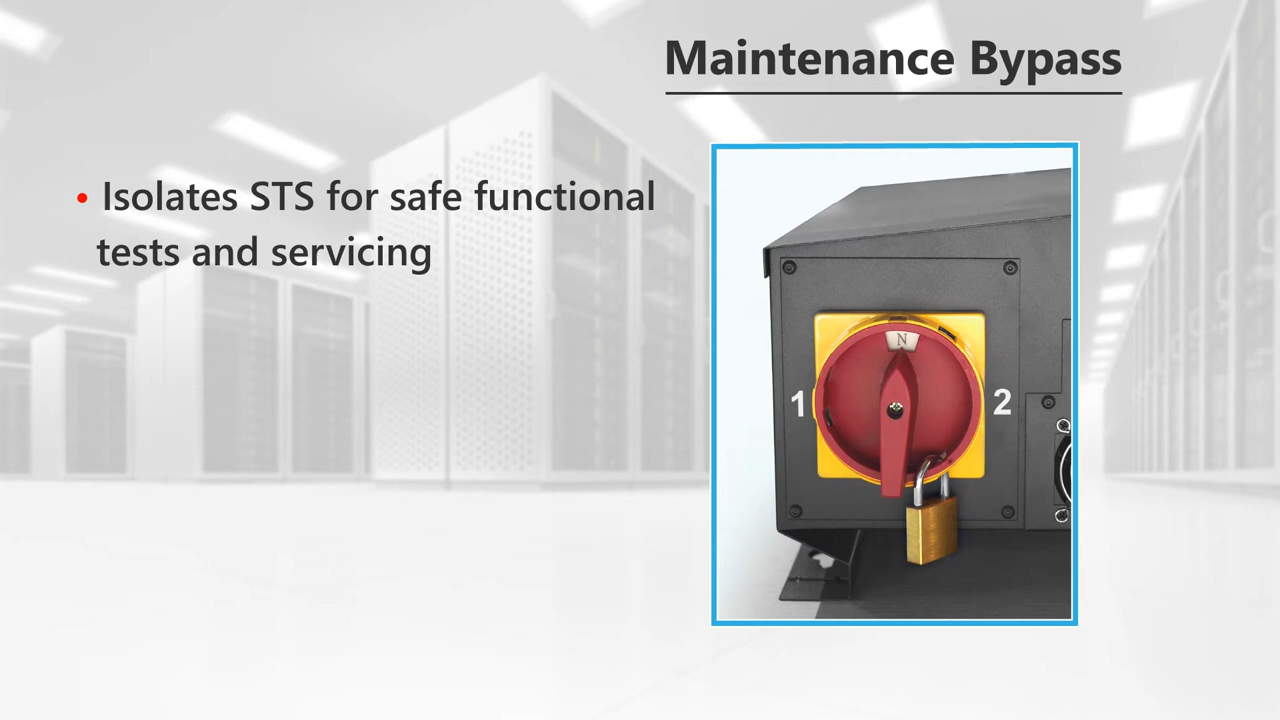 Maintenance Bypass
• Isolates STS for safe functional
tests and servicing
N
1
2